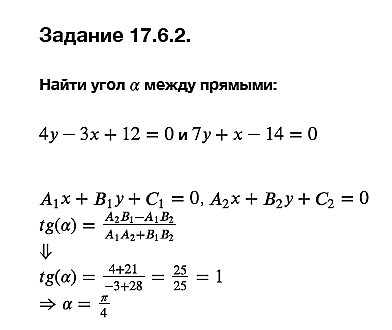 Задание 17.6.2.
Найти угол α между прямыми:
4y − 3x + 12 = 0 и 7y + x − 14 = 0
A₁x + B₁y + C₁ = 0, A₂x + B₂y + C₂ = 0
tg(α) = (A₂B₁−A₁B₂)/(A₁A₂+B₁B₂)
⇓
tg(α) = (4+21)/(−3+28) = 25/25 = 1
⇒ α = π/4